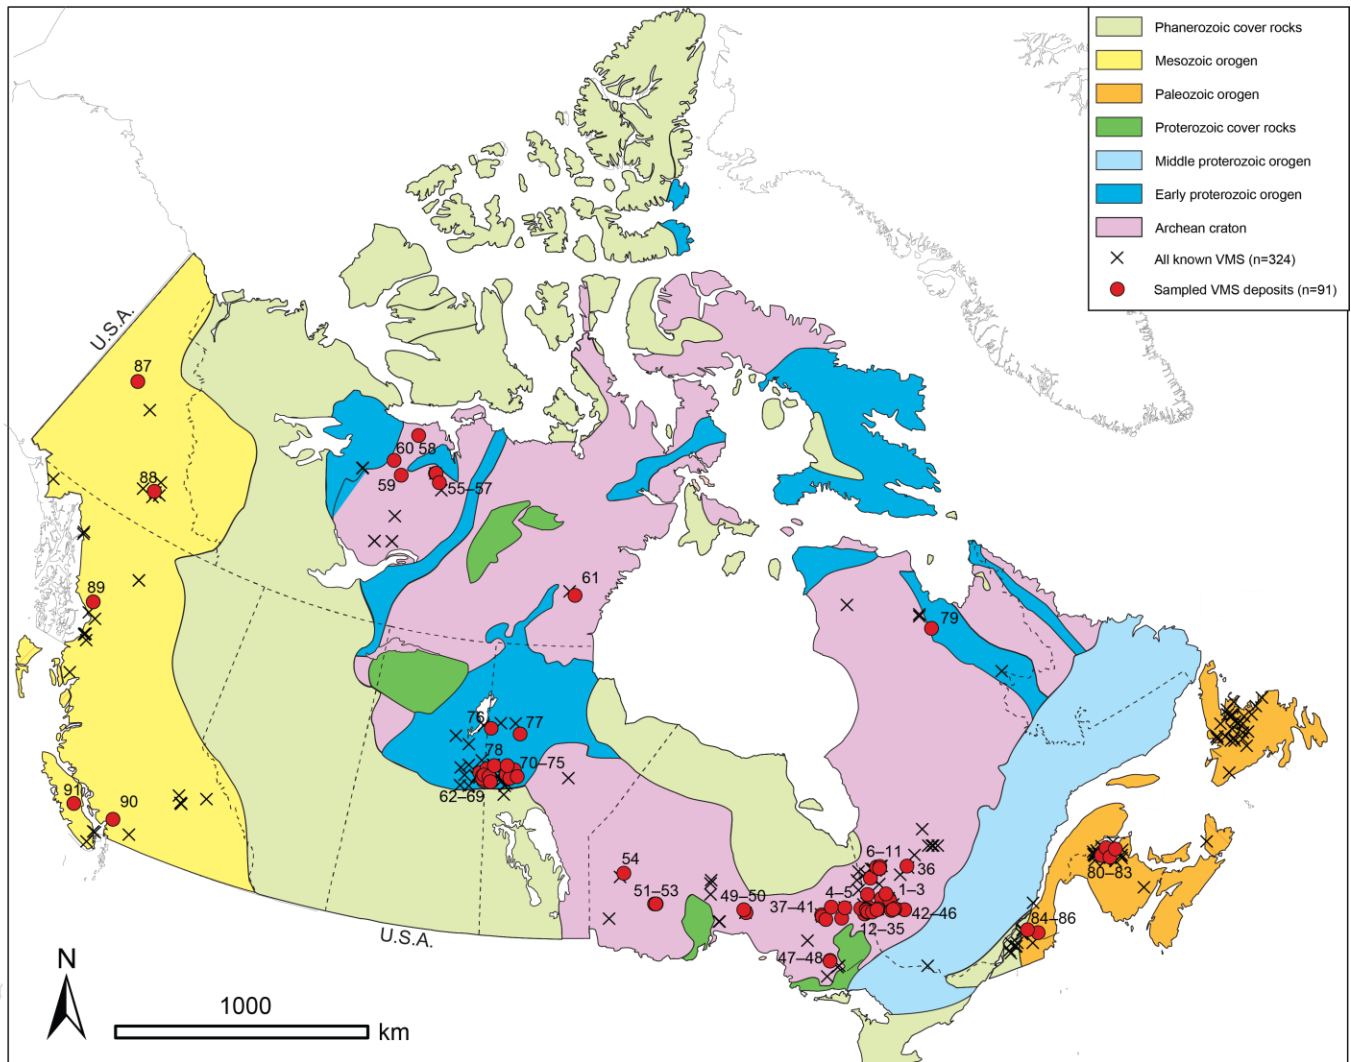 Phanerozoic cover rocks
Mesozoic orogen
Paleozoic orogen
Proterozoic cover rocks
Middle proterozoic orogen
Early proterozoic orogen
Archean craton
All known VMS (n=324)
Sampled VMS deposits (n=91)
U.S.A.
87
88
60 58
59
55–57
89
61
79
76
77
78
70–75
62–69
91
90
54
51–53
49–50
6–11
36
4–5
1–3
37–41
42–46
12–35
47–48
80–83
84–86
U.S.A.
N
1000
km